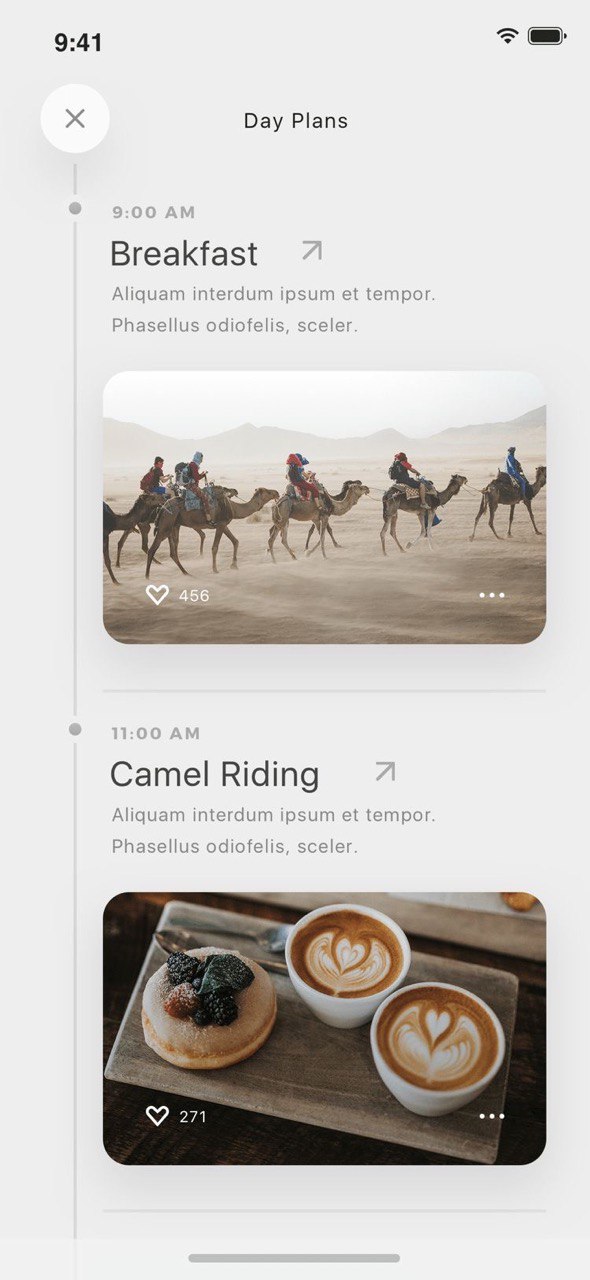 9:41
Day Plans
9:00 AM
Breakfast
Aliquam interdum ipsum et tempor.
Phasellus odiofelis, sceler.
456
11:00 AM
Camel Riding
Aliquam interdum ipsum et tempor.
Phasellus odiofelis, sceler.
271